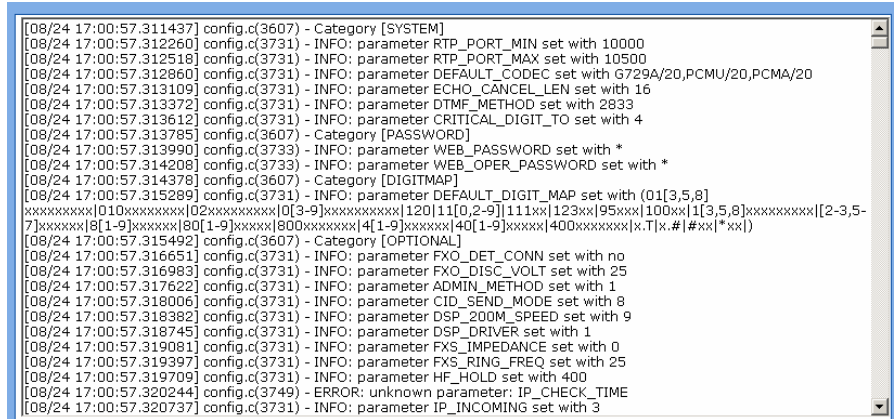 [08/24 17:00:57.311437] config.c(3607) - Category [SYSTEM]
[08/24 17:00:57.312260] config.c(3731) - INFO: parameter RTP_PORT_MIN set with 10000
[08/24 17:00:57.312518] config.c(3731) - INFO: parameter RTP_PORT_MAX set with 10500
[08/24 17:00:57.312860] config.c(3731) - INFO: parameter DEFAULT_CODEC set with G729A/20,PCMU/20,PCMA/20
[08/24 17:00:57.313109] config.c(3731) - INFO: parameter ECHO_CANCEL_LEN set with 16
[08/24 17:00:57.313372] config.c(3731) - INFO: parameter DTMF_METHOD set with 2833
[08/24 17:00:57.313612] config.c(3731) - INFO: parameter CRITICAL_DIGIT_TO set with 4
[08/24 17:00:57.313785] config.c(3607) - Category [PASSWORD]
[08/24 17:00:57.313990] config.c(3733) - INFO: parameter WEB_PASSWORD set with *
[08/24 17:00:57.314208] config.c(3733) - INFO: parameter WEB_OPER_PASSWORD set with *
[08/24 17:00:57.314378] config.c(3607) - Category [DIGITMAP]
[08/24 17:00:57.315289] config.c(3731) - INFO: parameter DEFAULT_DIGIT_MAP set with (01[3,5,8]
xxxxxxxxx|010xxxxxxxx|02xxxxxxxxx|0[3-9]xxxxxxxxxx|120|11[0,2-9]|111xx|123xx|95xxx|100xx|1[3,5,8]xxxxxxxxx|[2-3,5-
7]xxxxxxx|8[1-9]xxxxxx|80[1-9]xxxxx|800xxxxxxx|4[1-9]xxxxxx|40[1-9]xxxxx|400xxxxxxx|x.T|x.#|#xx|*xx|)
[08/24 17:00:57.315492] config.c(3607) - Category [OPTIONAL]
[08/24 17:00:57.316651] config.c(3731) - INFO: parameter FXO_DET_CONN set with no
[08/24 17:00:57.316983] config.c(3731) - INFO: parameter FXO_DISC_VOLT set with 25
[08/24 17:00:57.317622] config.c(3731) - INFO: parameter ADMIN_METHOD set with 1
[08/24 17:00:57.318006] config.c(3731) - INFO: parameter CID_SEND_MODE set with 8
[08/24 17:00:57.318382] config.c(3731) - INFO: parameter DSP_200M_SPEED set with 9
[08/24 17:00:57.318745] config.c(3731) - INFO: parameter DSP_DRIVER set with 1
[08/24 17:00:57.319081] config.c(3731) - INFO: parameter FXS_IMPEDANCE set with 0
[08/24 17:00:57.319397] config.c(3731) - INFO: parameter FXS_RING_FREQ set with 25
[08/24 17:00:57.319709] config.c(3731) - INFO: parameter HF_HOLD set with 400
[08/24 17:00:57.320244] config.c(3749) - ERROR: unknown parameter: IP_CHECK_TIME
[08/24 17:00:57.320737] config.c(3731) - INFO: parameter IP_INCOMING set with 3